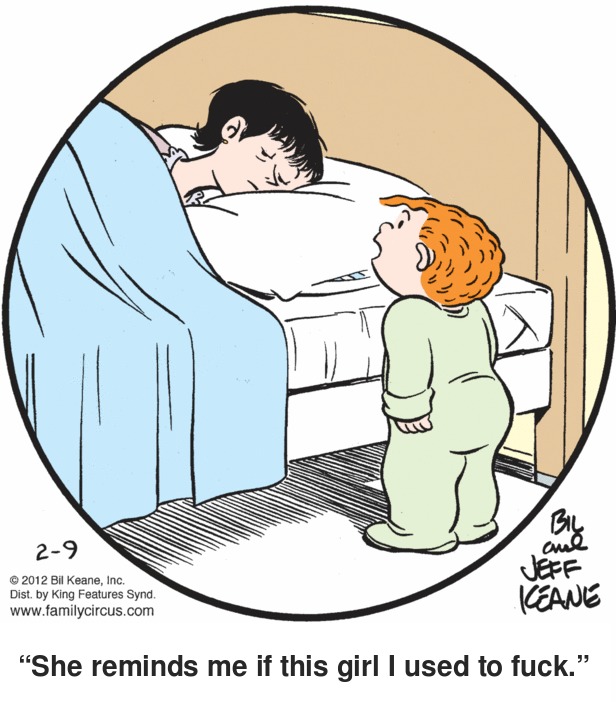 2-9
© 2012 Bil Keane, Inc.
Dist. by King Features Synd.
www.familycircus.com
BIL
and
JEFF
KEANE
“She reminds me if this girl I used to fuck.”